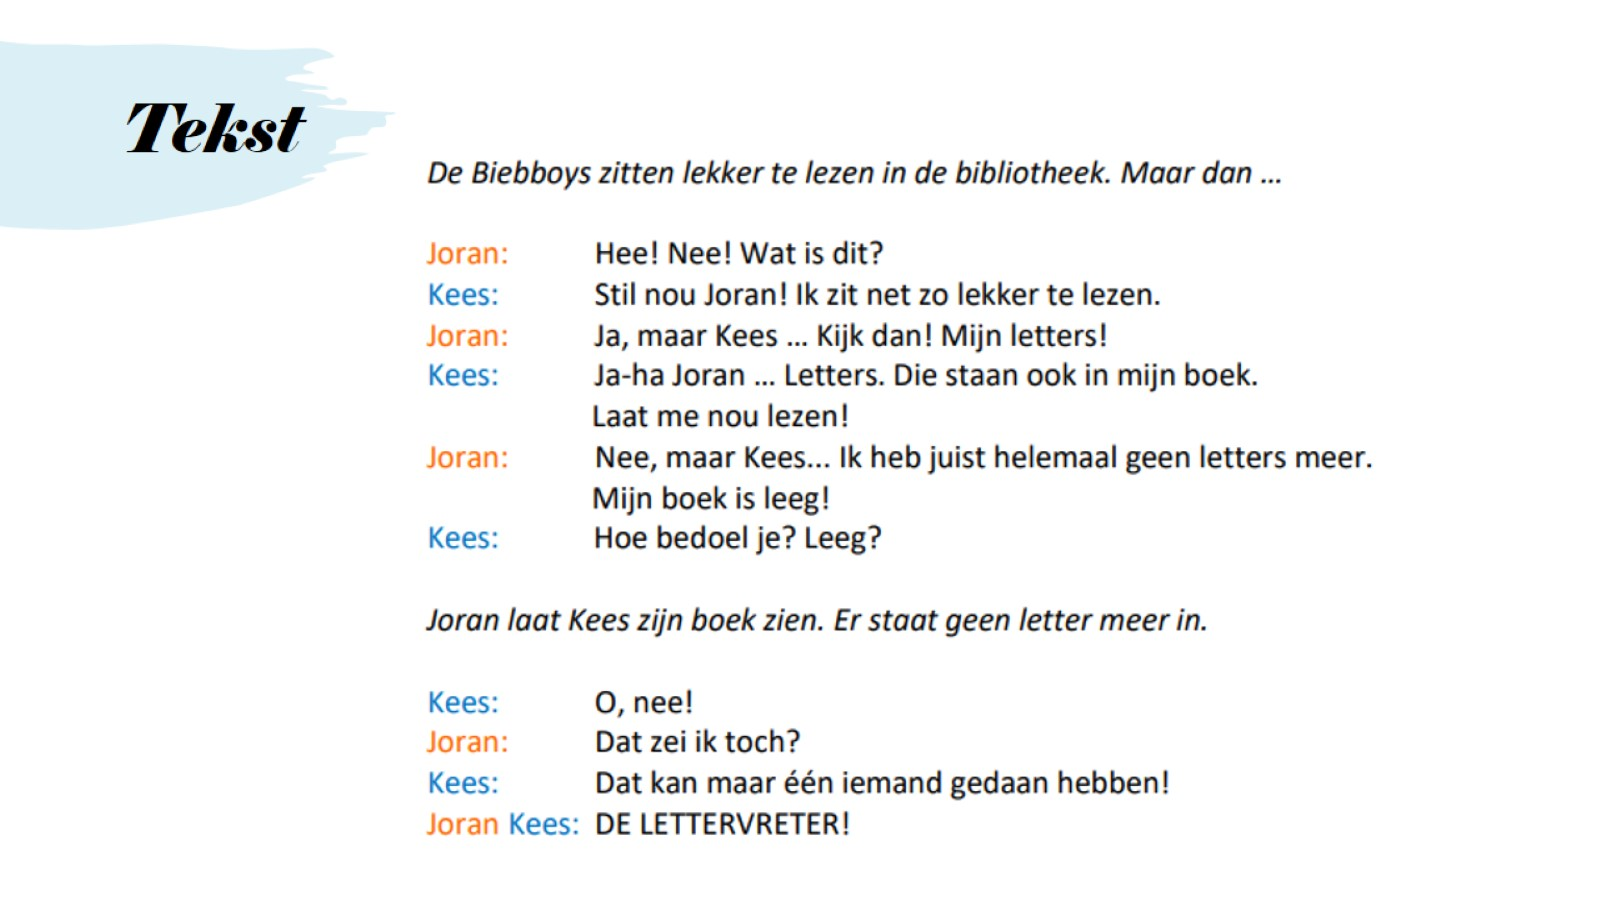 Tekst
De Biebboys zitten lekker te lezen in de bibliotheek. Maar dan ...
Joran: Hee! Nee! Wat is dit?
Kees: Stil nou Joran! Ik zit net zo lekker te lezen.
Joran: Ja, maar Kees ... Kijk dan! Mijn letters!
Kees: Ja-ha Joran ... Letters. Die staan ook in mijn boek.
Laat me nou lezen!
Joran: Nee, maar Kees... Ik heb juist helemaal geen letters meer.
Mijn boek is leeg!
Kees: Hoe bedoel je? Leeg?
Joran laat Kees zijn boek zien. Er staat geen letter meer in.
Kees: O, nee!
Joran: Dat zei ik toch?
Kees: Dat kan maar één iemand gedaan hebben!
Joran Kees: DE LETTERVRETER!